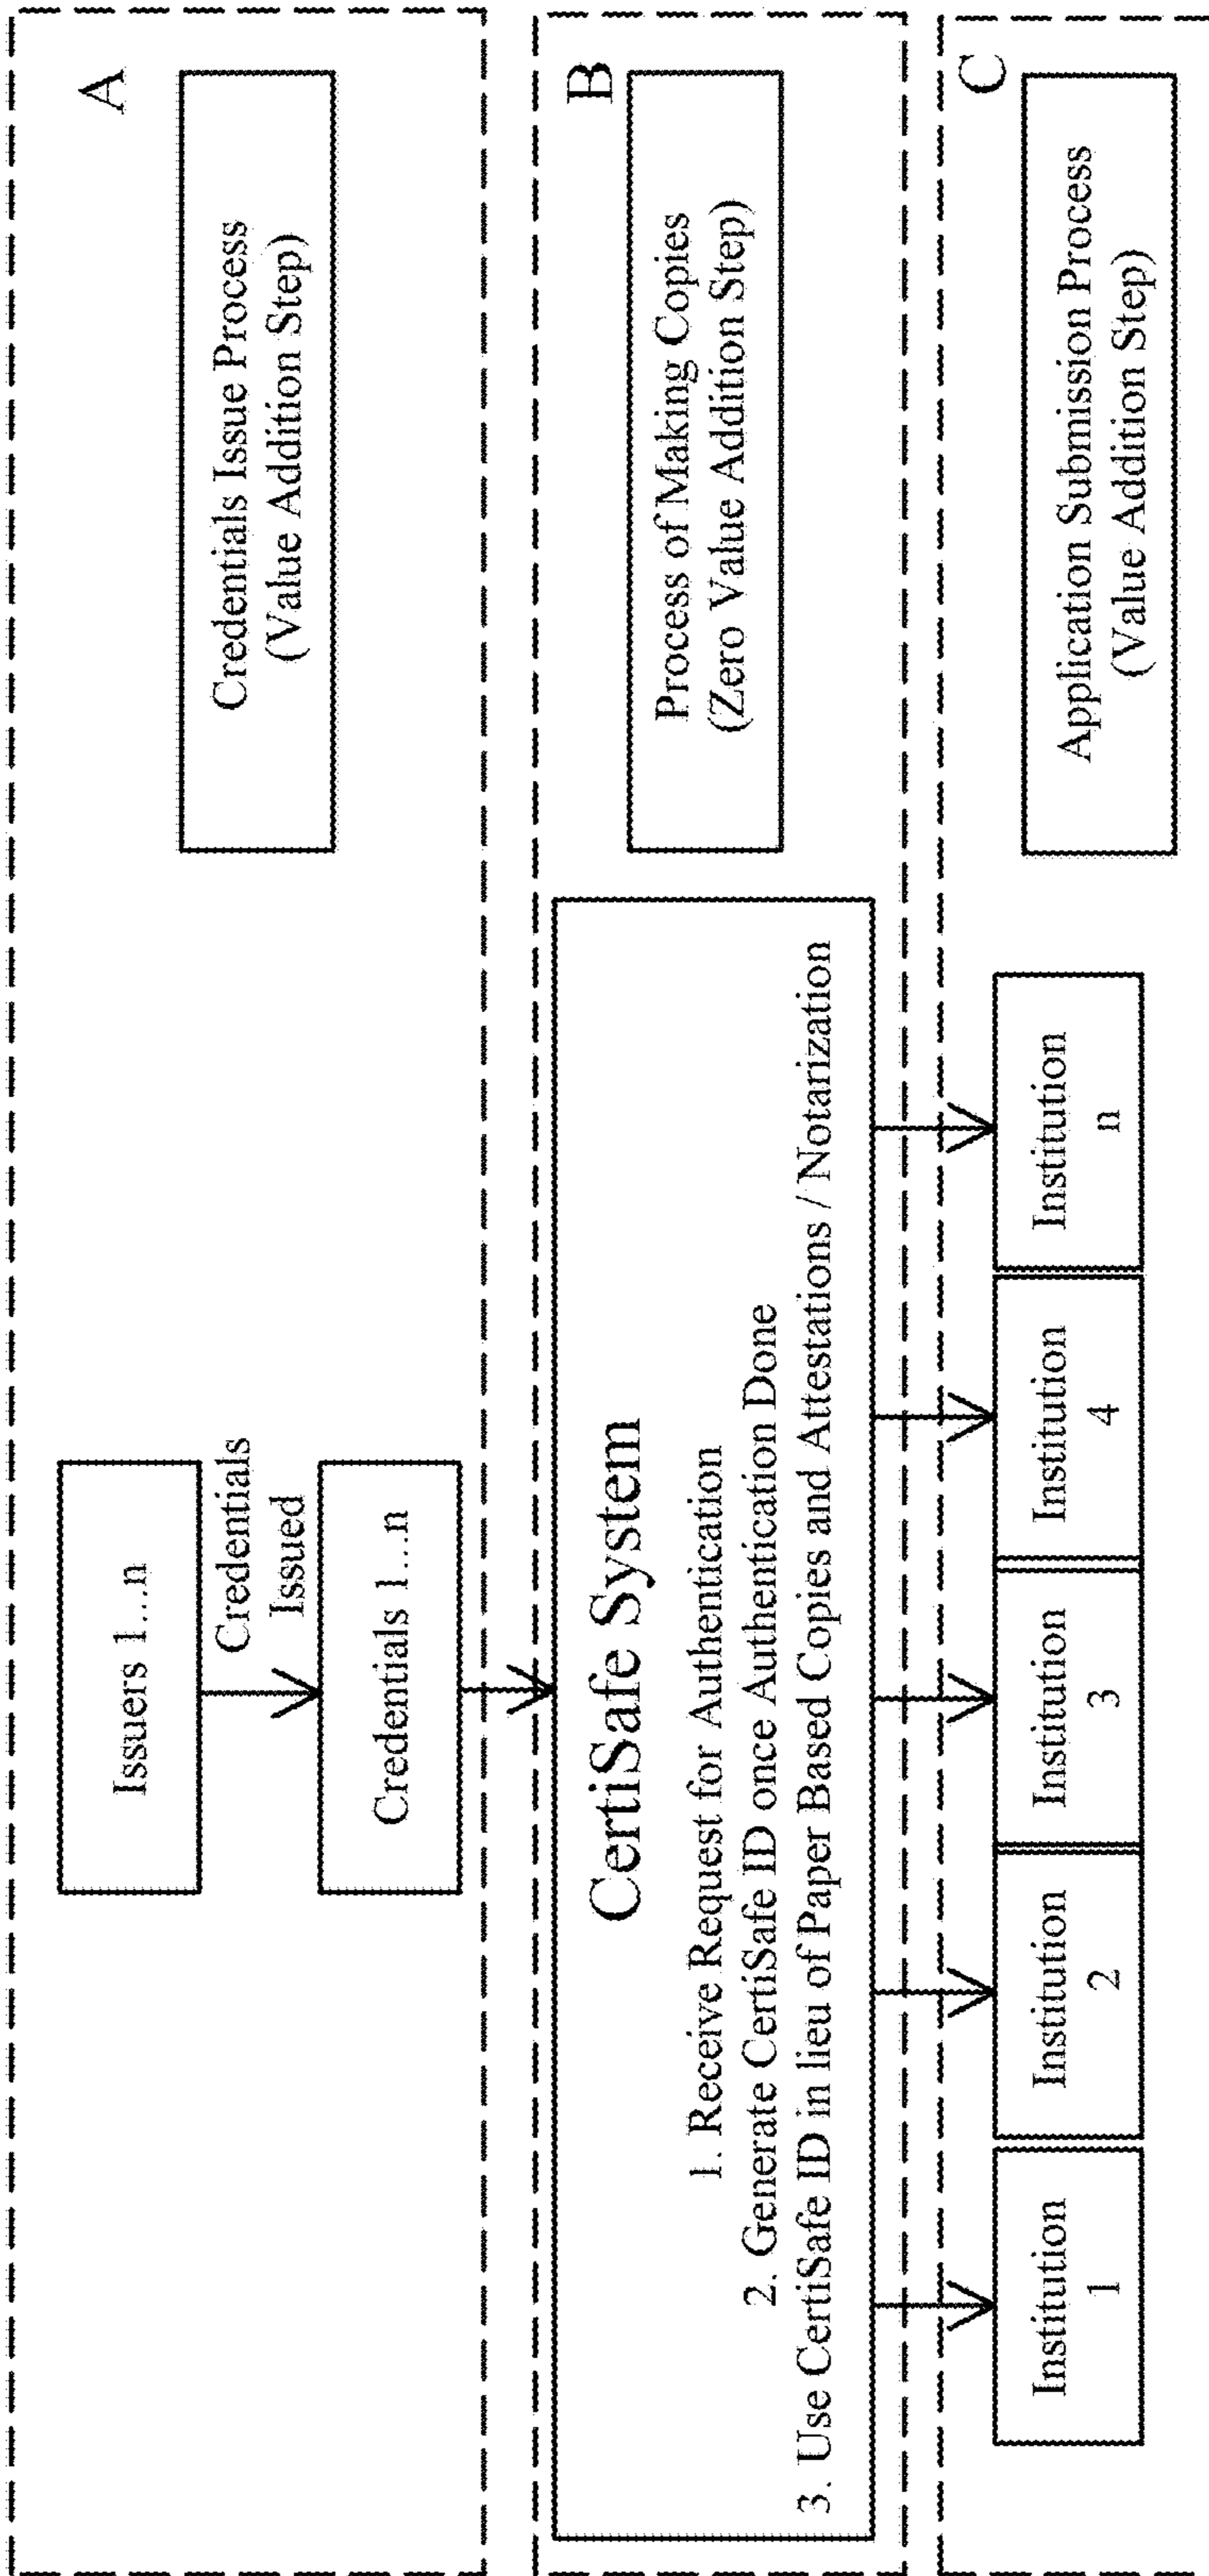 A
Issuers 1...n
Credentials
Issued
Credentials 1...n
Credentials Issue Process
(Value Addition Step)
B
CertiSafe System
1. Receive Request for Authentication
2. Generate CertiSafe ID once Authentication Done
3. Use CertiSafe ID in lieu of Paper Based Copies and Attestations / Notarization
Process of Making Copies
(Zero Value Addition Step)
C
Institution
1
Institution
2
Institution
3
Institution
4
Institution
n
Application Submission Process
(Value Addition Step)